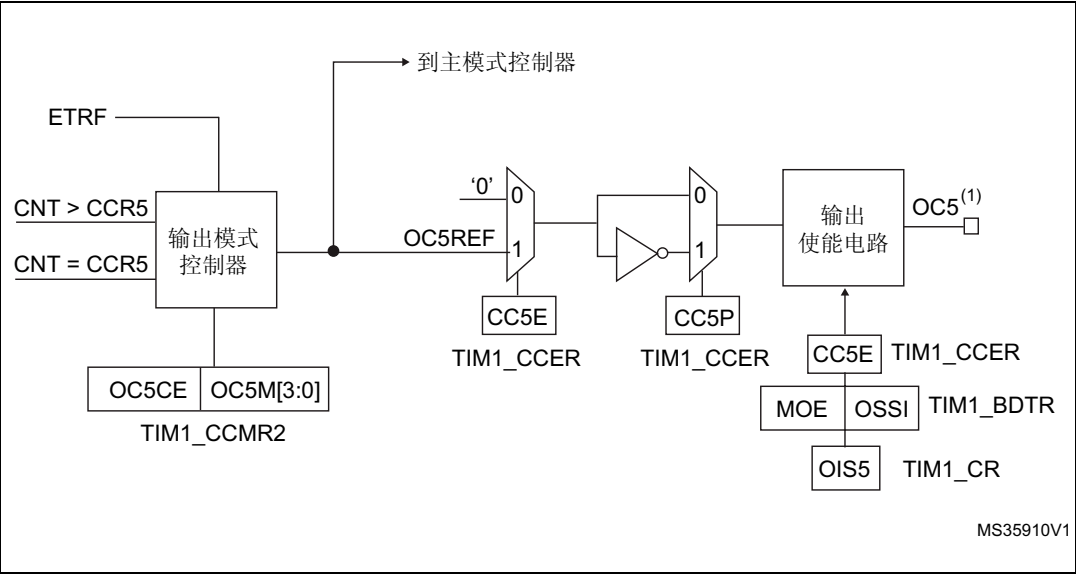 到主模式控制器
ETRF
CNT > CCR5
CNT = CCR5
输出模式
控制器
OC5REF
‘0’
0
1
0
1
输出
使能电路
OC5(1)
CC5E
TIM1_CCER
CC5P
TIM1_CCER
CC5E
TIM1_CCER
OC5CE OC5M[3:0]
TIM1_CCMR2
MOE OSSI
TIM1_BDTR
OIS5
TIM1_CR
MS35910V1